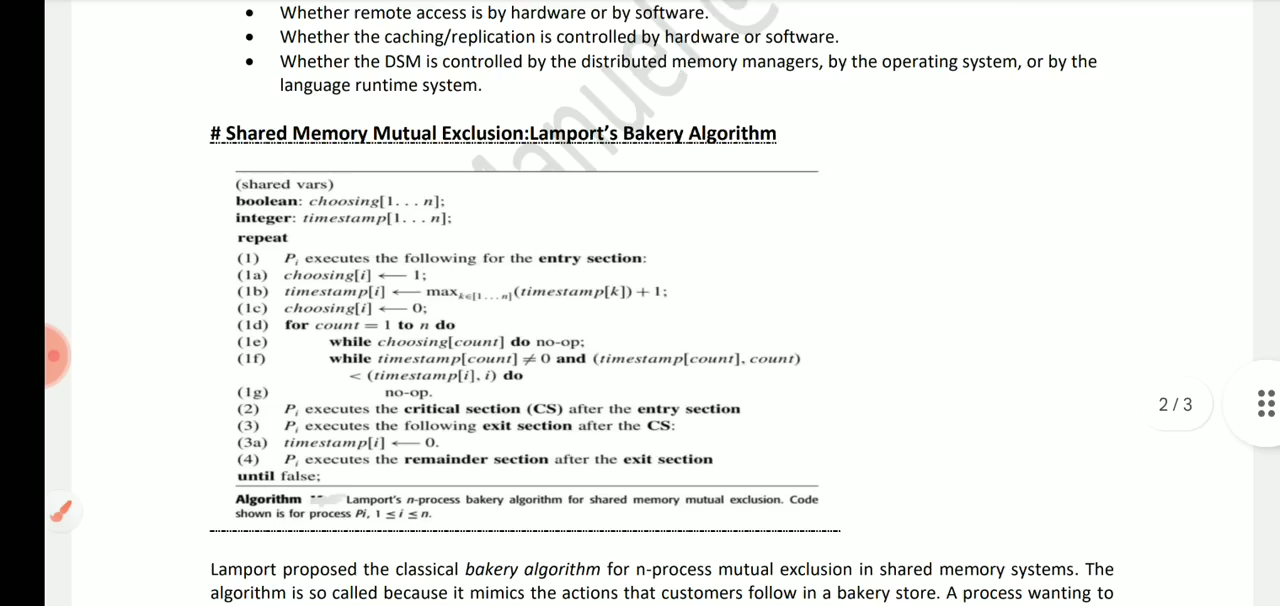 • Whether remote access is by hardware or by software.
• Whether the caching/replication is controlled by hardware or software.
• Whether the DSM is controlled by the distributed memory managers, by the operating system, or by the
language runtime system.
# Shared Memory Mutual Exclusion:Lamport's Bakery Algorithm
(shared vars)
boolean: choosing[1. . . n];
integer: timestamp[1. . . n];
repeat
(1) Pᵢ executes the following for the entry section:
(1a) choosing[i] ⟵ 1;
(1b) timestamp[i] ⟵ maxₖ∈[1...n](timestamp[k]) + 1;
(1c) choosing[i] ⟵ 0;
(1d) for count = 1 to n do
(1e) while choosing[count] do no-op;
(1f) while timestamp[count] ≠ 0 and (timestamp[count], count)
< (timestamp[i], i) do
(1g) no-op.
(2) Pᵢ executes the critical section (CS) after the entry section
(3) Pᵢ executes the following exit section after the CS:
(3a) timestamp[i] ⟵ 0.
(4) Pᵢ executes the remainder section after the exit section
until false;
Algorithm Lamport's n-process bakery algorithm for shared memory mutual exclusion. Code
shown is for process Pi, 1 ≤ i ≤ n.
Lamport proposed the classical bakery algorithm for n-process mutual exclusion in shared memory systems. The
algorithm is so called because it mimics the actions that customers follow in a bakery store. A process wanting to
2/3